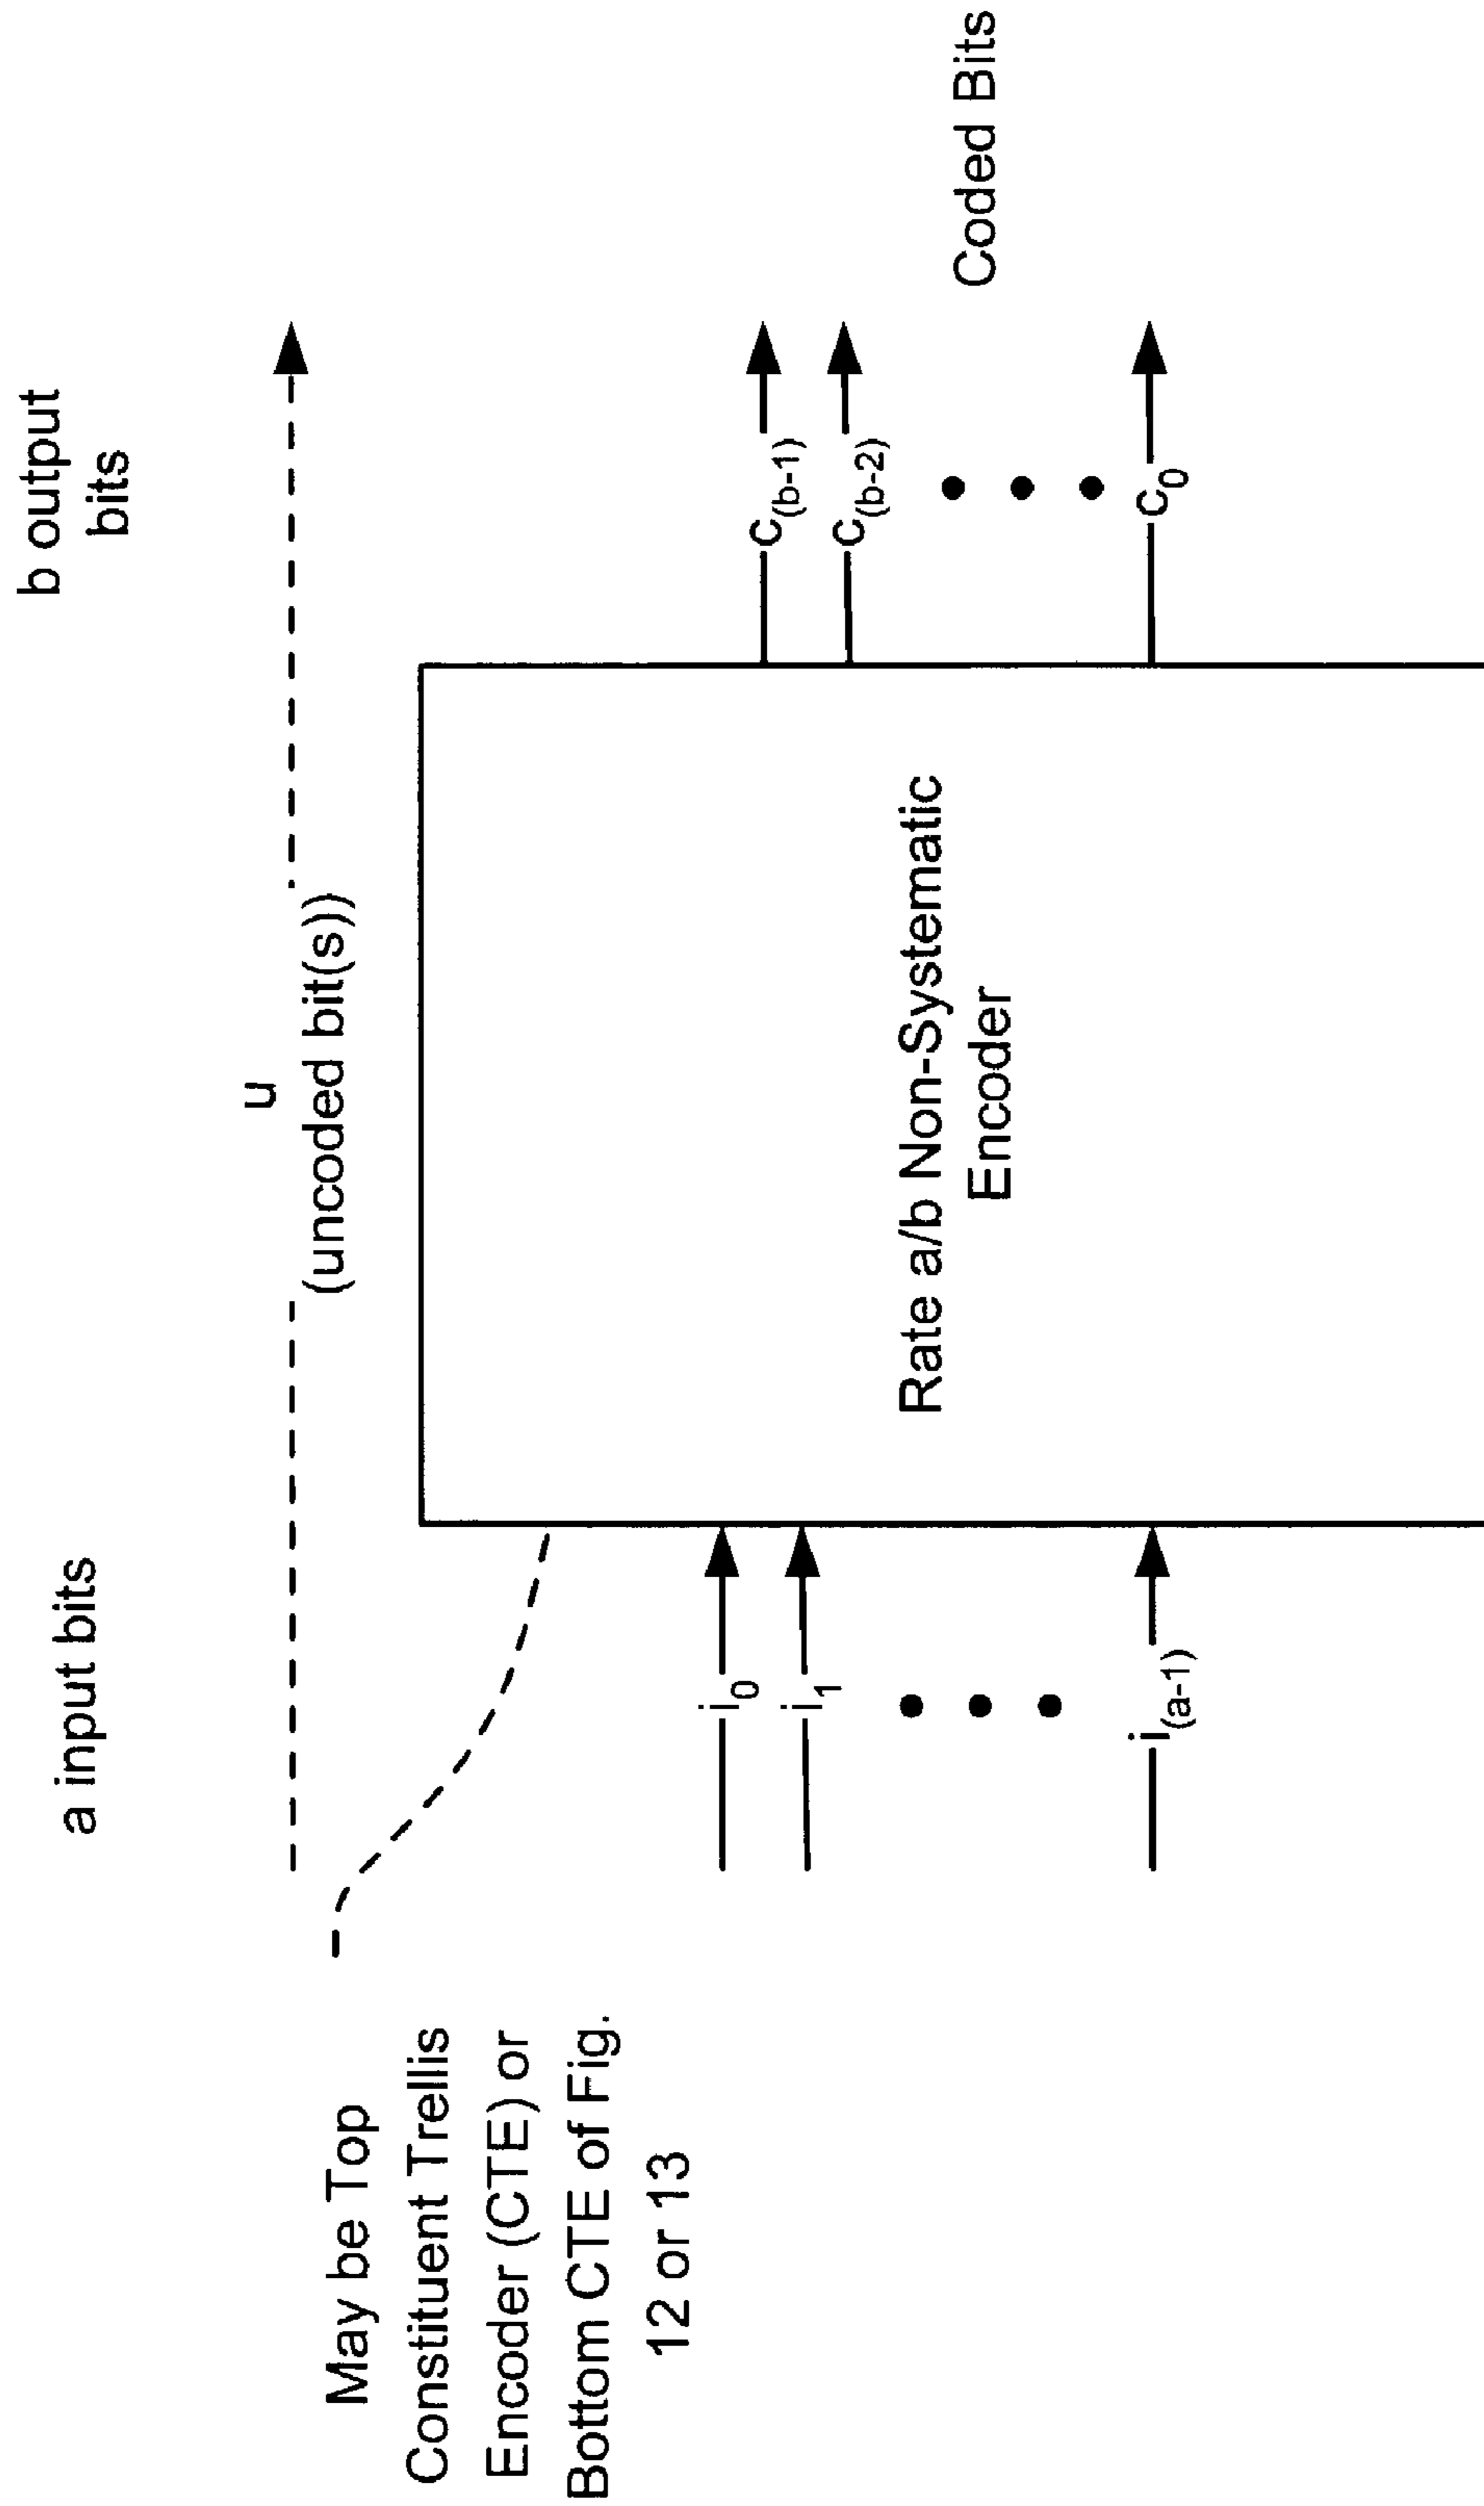 a input bits
b output
bits
u
(uncoded bit(s))
May be Top
Constituent Trellis
Encoder (CTE) or
Bottom CTE of Fig.
12 or 13
i0
i1
i(a-1)
Rate a/b Non-Systematic
Encoder
c(b-1)
c(b-2)
c0
Coded Bits